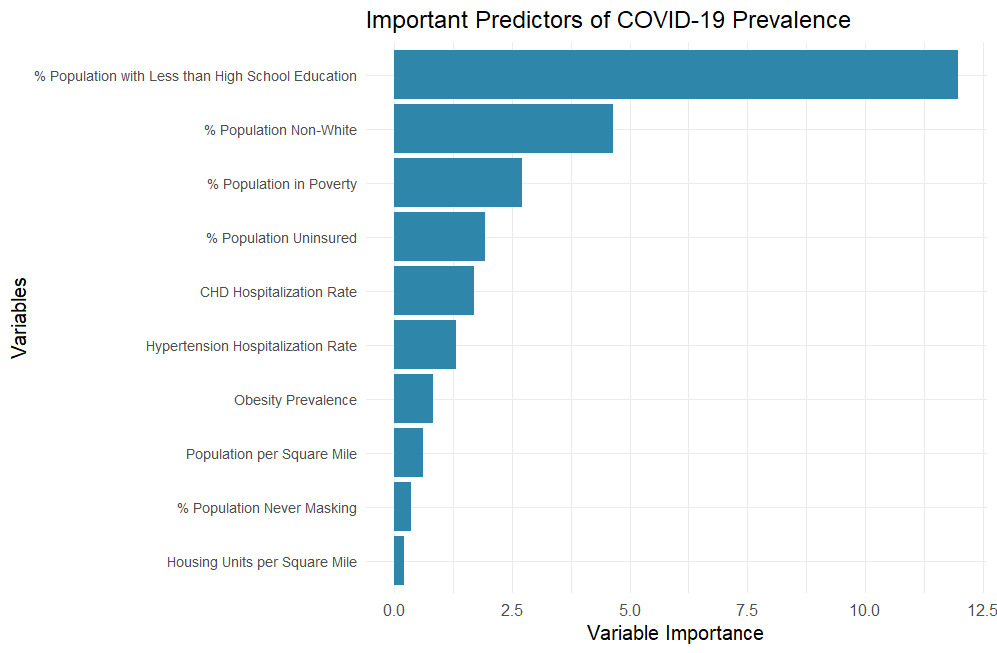 Important Predictors of COVID-19 Prevalence
% Population with Less than High School Education
% Population Non-White
% Population in Poverty
% Population Uninsured
CHD Hospitalization Rate
Hypertension Hospitalization Rate
Obesity Prevalence
Population per Square Mile
% Population Never Masking
Housing Units per Square Mile
Variables
0.0 2.5 5.0 7.5 10.0 12.5
Variable Importance